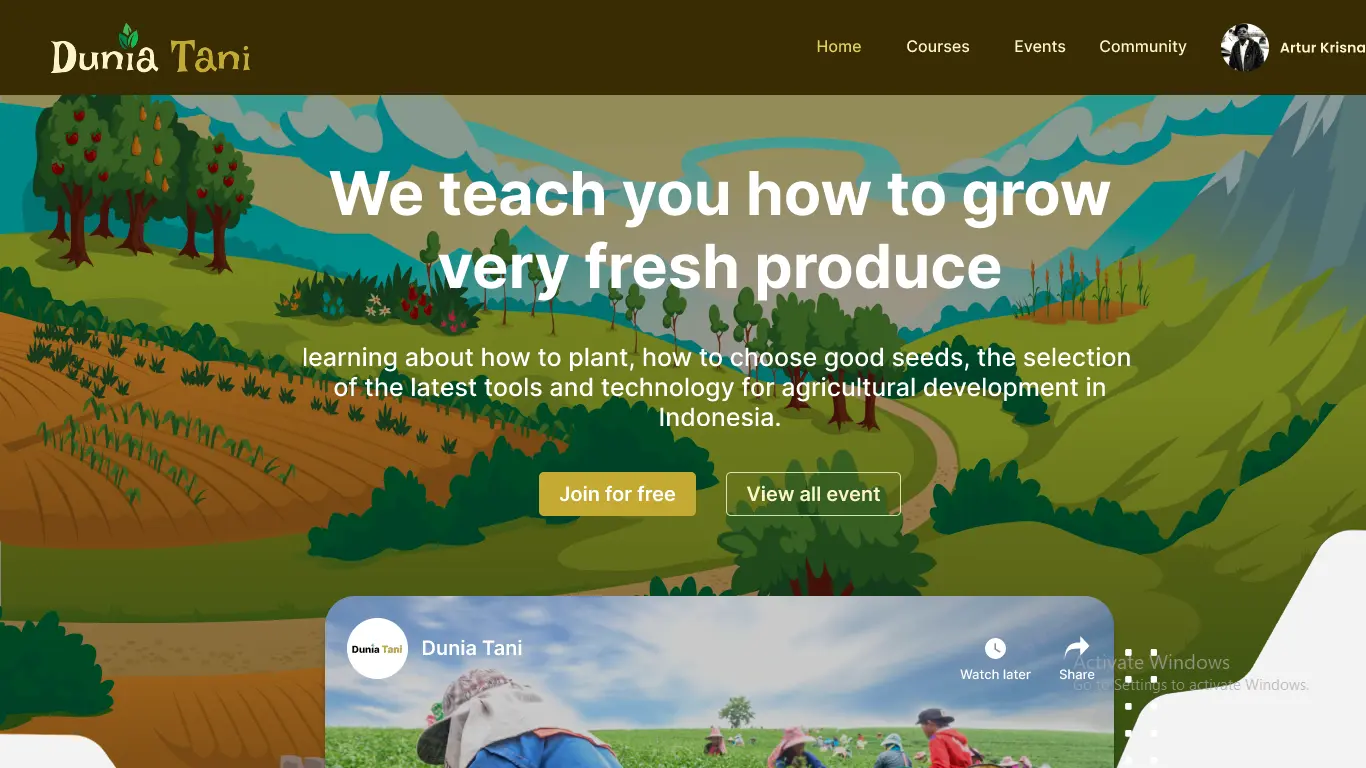 Dunia Tani
Home
Courses
Events
Community
Artur Krisna
We teach you how to grow
very fresh produce
learning about how to plant, how to choose good seeds, the selection
of the latest tools and technology for agricultural development in
Indonesia.
Join for free
View all event
Dunia Tani
Dunia Tani
Watch later
Share
Activate Windows
Go to Settings to activate Windows.